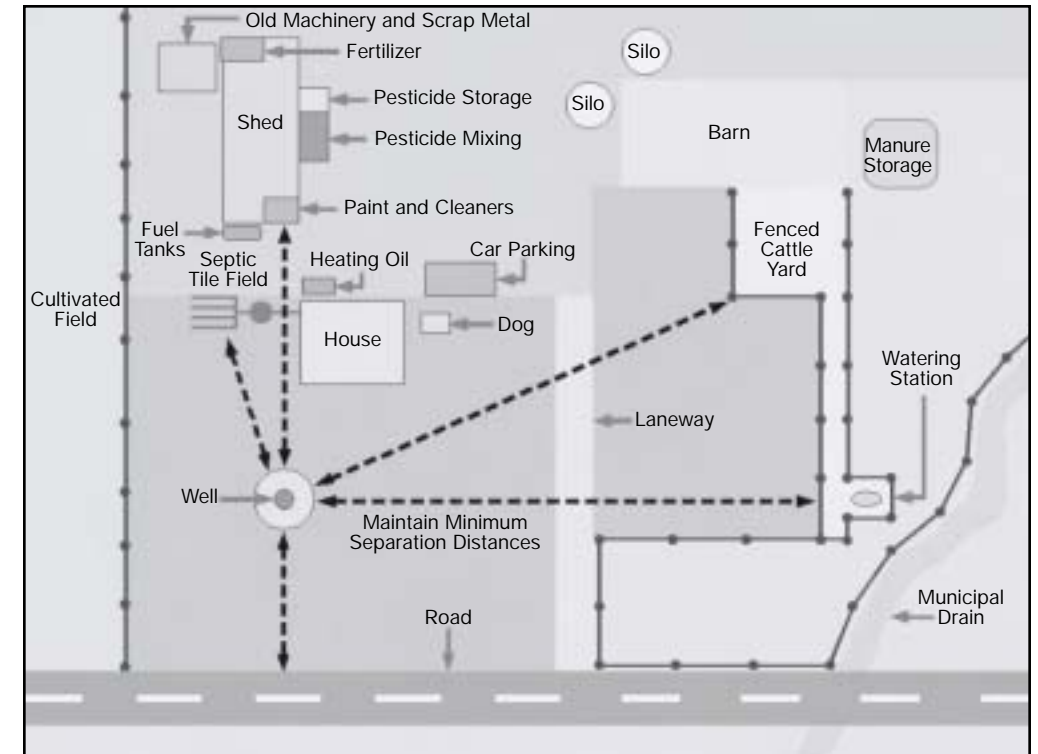 Old Machinery and Scrap Metal
Fertilizer
Silo
Pesticide Storage
Silo
Shed
Pesticide Mixing
Barn
Manure
Storage
Paint and Cleaners
Fuel
Tanks
Septic
Tile Field
Heating Oil
Car Parking
Fenced
Cattle
Yard
Cultivated
Field
House
Dog
Watering
Station
Laneway
Well
Maintain Minimum
Separation Distances
Road
Municipal
Drain